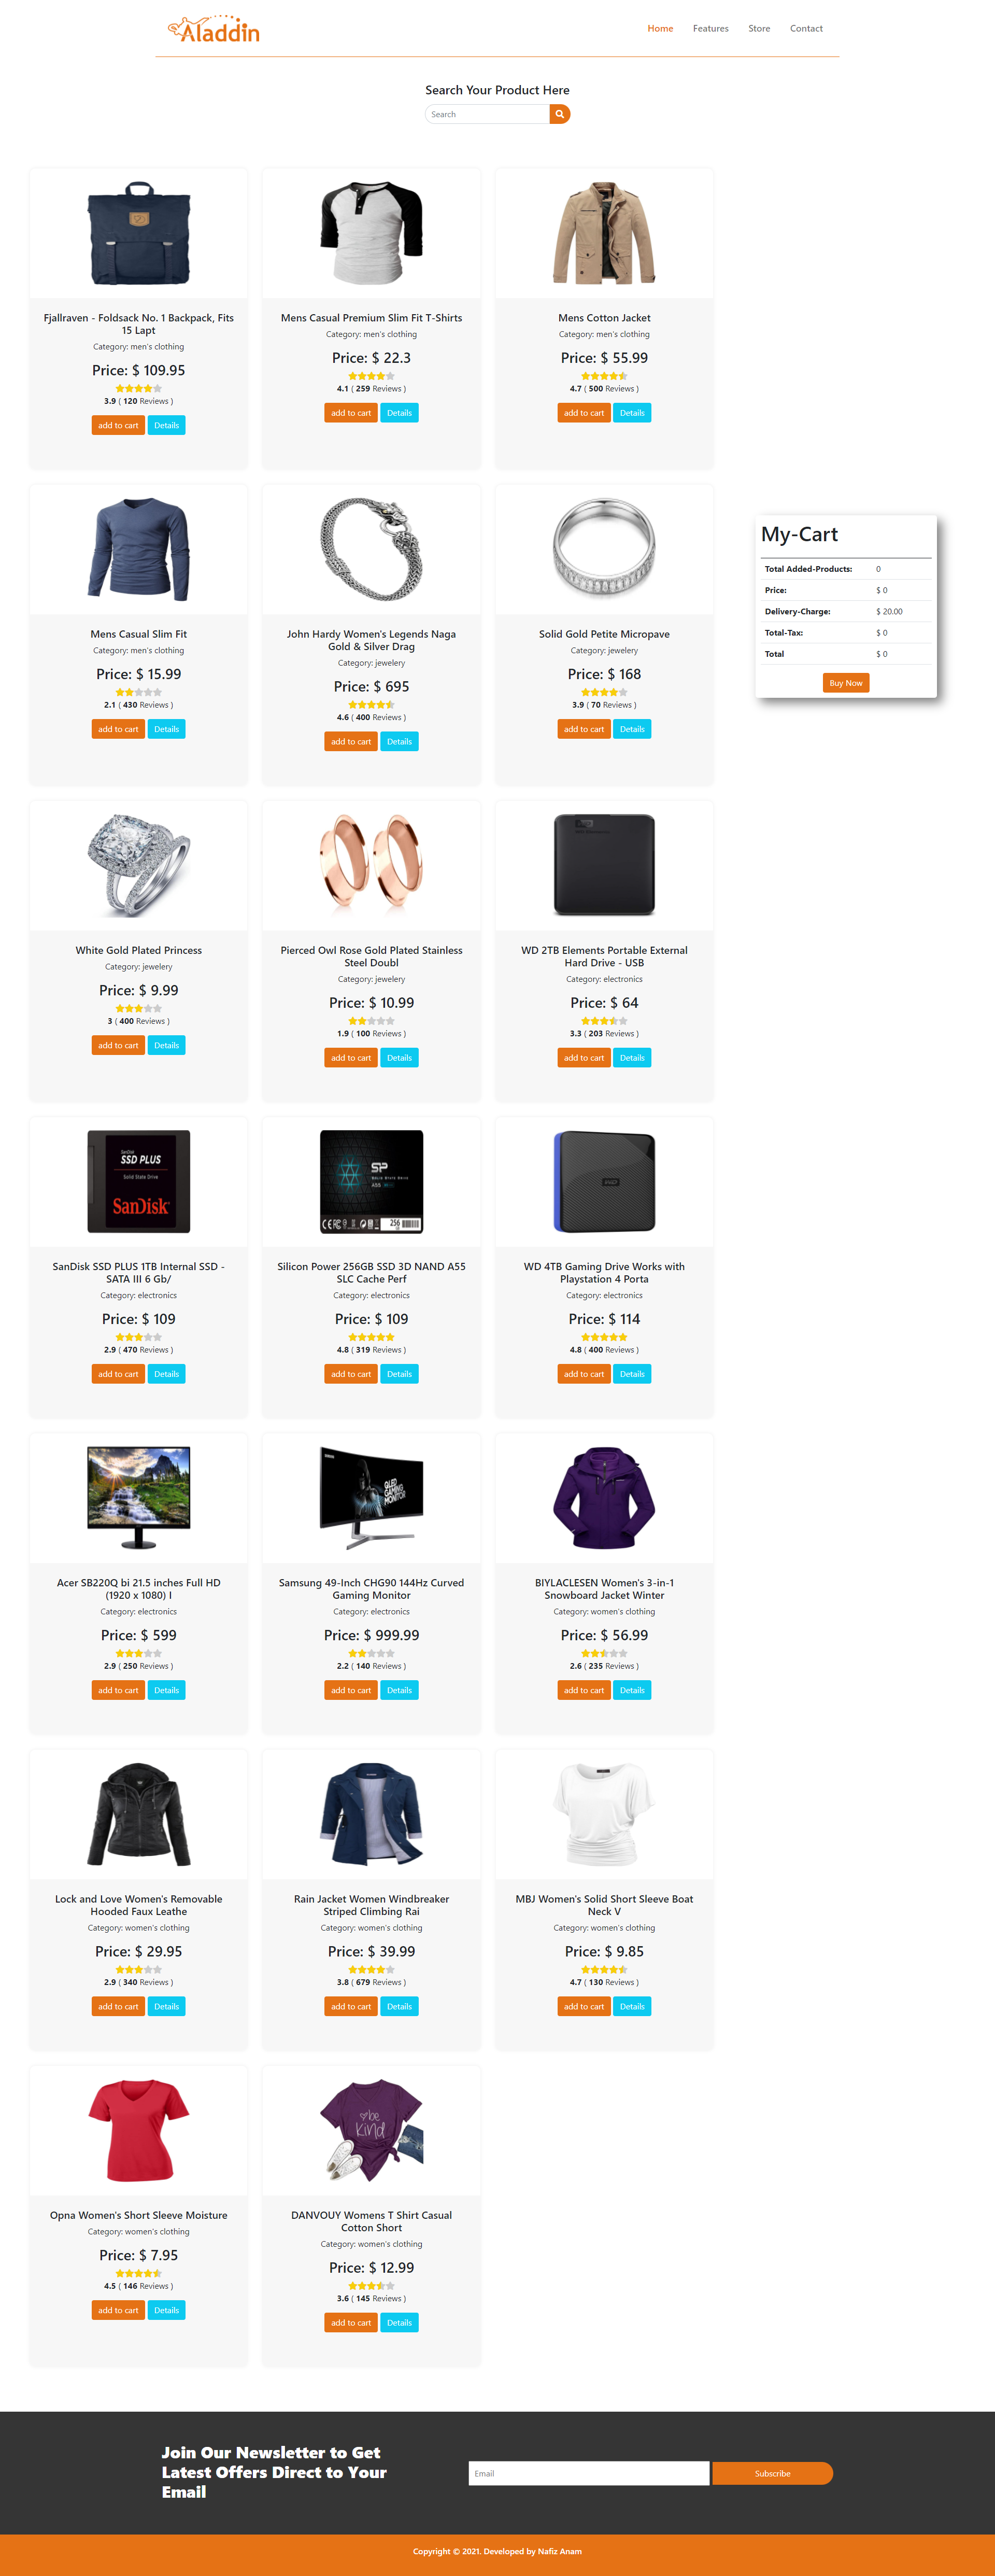 Aladdin
Home Features Store Contact
Search Your Product Here
Search
Fjallraven - Foldsack No. 1 Backpack, Fits
15 Lapt
Category: men's clothing
Price: $ 109.95
3.9 ( 120 Reviews )
add to cart Details
Mens Casual Premium Slim Fit T-Shirts
Category: men's clothing
Price: $ 22.3
4.1 ( 259 Reviews )
add to cart Details
Mens Cotton Jacket
Category: men's clothing
Price: $ 55.99
4.7 ( 500 Reviews )
add to cart Details
Mens Casual Slim Fit
Category: men's clothing
Price: $ 15.99
2.1 ( 430 Reviews )
add to cart Details
John Hardy Women's Legends Naga
Gold & Silver Drag
Category: jewelery
Price: $ 695
4.6 ( 400 Reviews )
add to cart Details
Solid Gold Petite Micropave
Category: jewelery
Price: $ 168
3.9 ( 70 Reviews )
add to cart Details
My-Cart
Total Added-Products: 0
Price: $ 0
Delivery-Charge: $ 20.00
Total-Tax: $ 0
Total $ 0
Buy Now
White Gold Plated Princess
Category: jewelery
Price: $ 9.99
3 ( 400 Reviews )
add to cart Details
Pierced Owl Rose Gold Plated Stainless
Steel Doubl
Category: jewelery
Price: $ 10.99
1.9 ( 100 Reviews )
add to cart Details
WD 2TB Elements Portable External
Hard Drive - USB
Category: electronics
Price: $ 64
3.3 ( 203 Reviews )
add to cart Details
SanDisk
SSD PLUS
Solid State Drive
SanDisk
SanDisk SSD PLUS 1TB Internal SSD -
SATA III 6 Gb/
Category: electronics
Price: $ 109
2.9 ( 470 Reviews )
add to cart Details
SP
Solid State Drive
A55
256
Silicon Power 256GB SSD 3D NAND A55
SLC Cache Perf
Category: electronics
Price: $ 109
4.8 ( 319 Reviews )
add to cart Details
WD
WD 4TB Gaming Drive Works with
Playstation 4 Porta
Category: electronics
Price: $ 114
4.8 ( 400 Reviews )
add to cart Details
Acer SB220Q bi 21.5 inches Full HD
(1920 x 1080) I
Category: electronics
Price: $ 599
2.9 ( 250 Reviews )
add to cart Details
QLED
GAMING
MONITOR
Samsung 49-Inch CHG90 144Hz Curved
Gaming Monitor
Category: electronics
Price: $ 999.99
2.2 ( 140 Reviews )
add to cart Details
BIYLACLESEN Women's 3-in-1
Snowboard Jacket Winter
Category: women's clothing
Price: $ 56.99
2.6 ( 235 Reviews )
add to cart Details
Lock and Love Women's Removable
Hooded Faux Leathe
Category: women's clothing
Price: $ 29.95
2.9 ( 340 Reviews )
add to cart Details
Rain Jacket Women Windbreaker
Striped Climbing Rai
Category: women's clothing
Price: $ 39.99
3.8 ( 679 Reviews )
add to cart Details
MBJ Women's Solid Short Sleeve Boat
Neck V
Category: women's clothing
Price: $ 9.85
4.7 ( 130 Reviews )
add to cart Details
Opna Women's Short Sleeve Moisture
Category: women's clothing
Price: $ 7.95
4.5 ( 146 Reviews )
add to cart Details
be
kind
DANVOUY Womens T Shirt Casual
Cotton Short
Category: women's clothing
Price: $ 12.99
3.6 ( 145 Reviews )
add to cart Details
Join Our Newsletter to Get
Latest Offers Direct to Your
Email
Email Subscribe
Copyright © 2021. Developed by Nafiz Anam